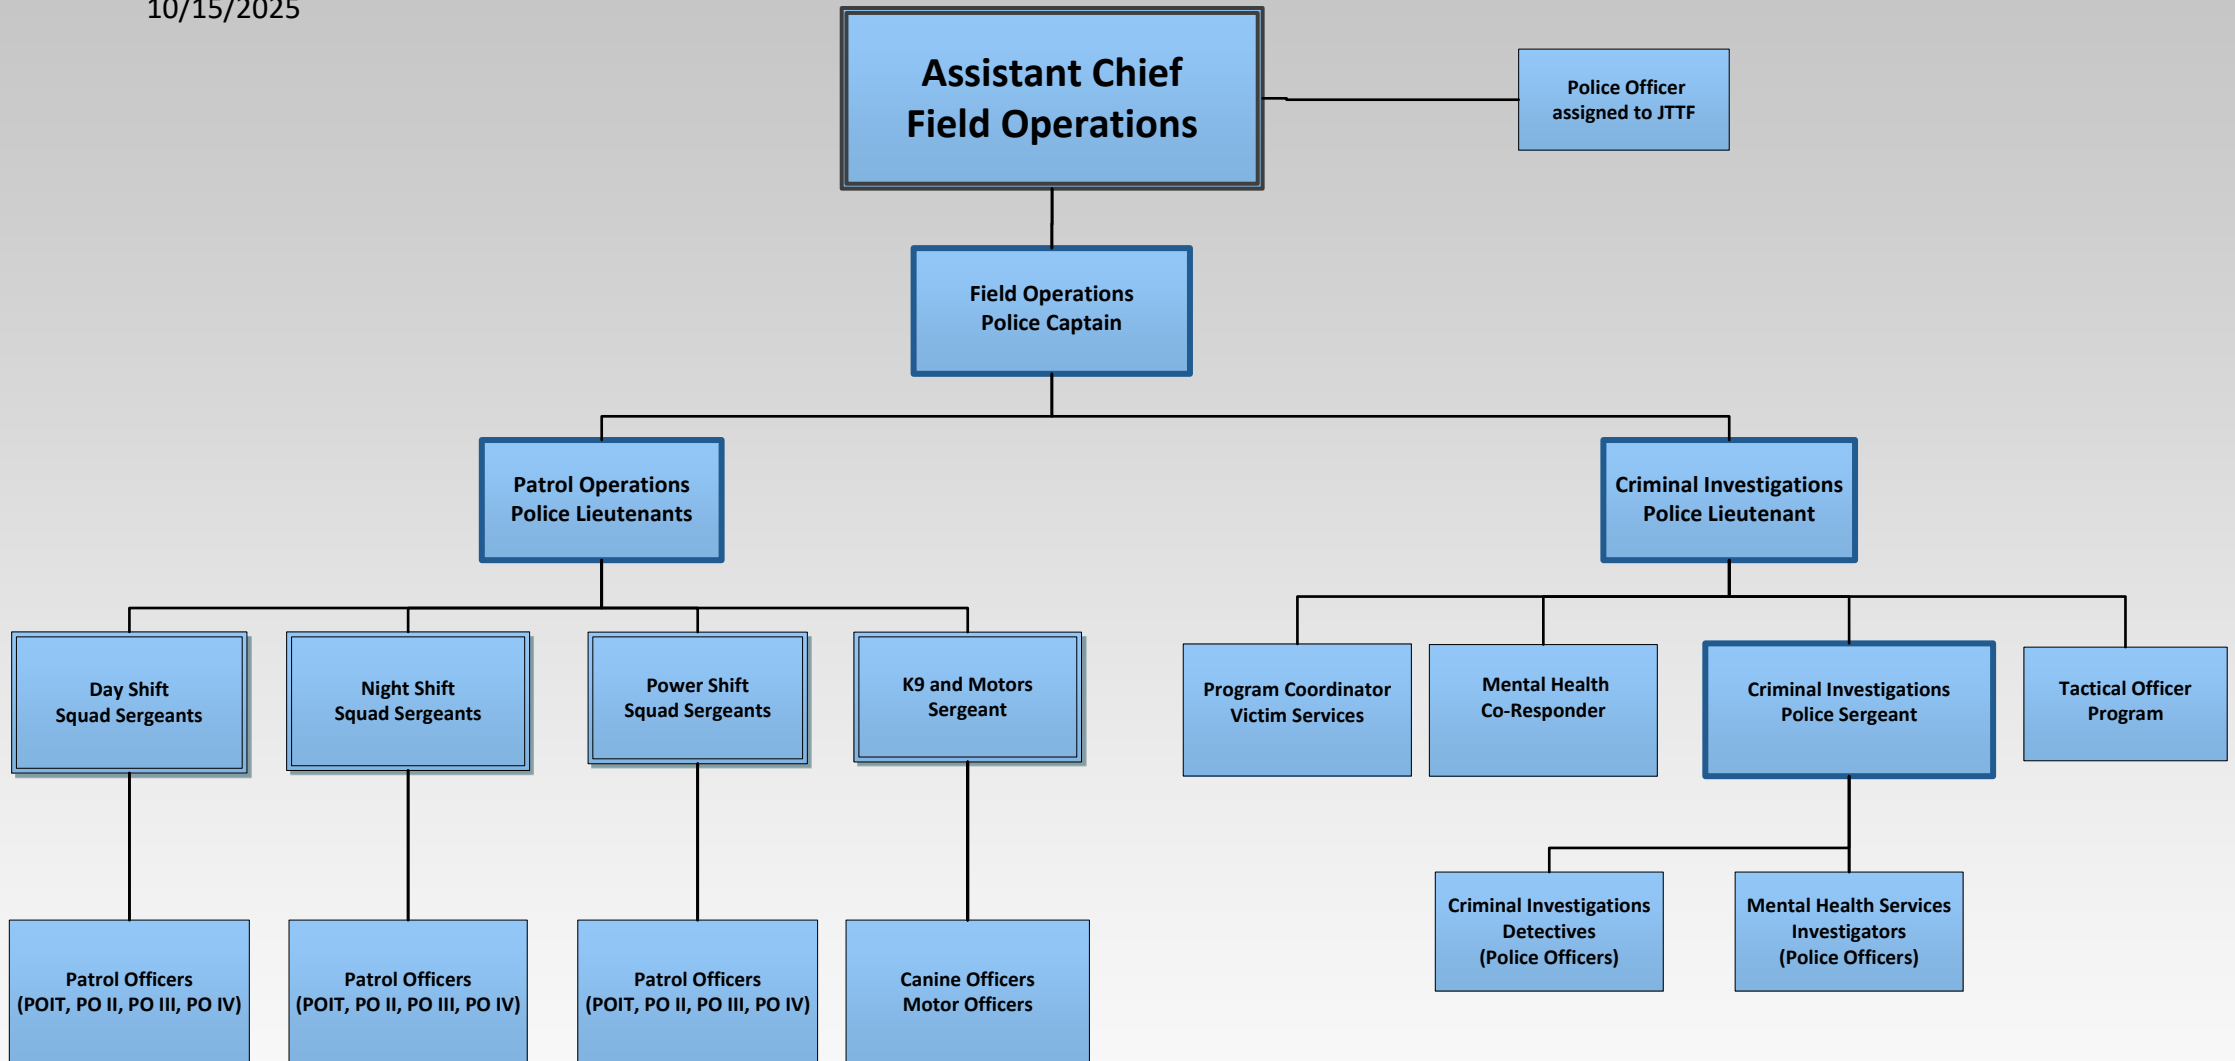 10/15/2025
Assistant Chief
Field Operations
Police Officer
assigned to JTTF
Field Operations
Police Captain
Patrol Operations
Police Lieutenants
Criminal Investigations
Police Lieutenant
Day Shift
Squad Sergeants
Night Shift
Squad Sergeants
Power Shift
Squad Sergeants
K9 and Motors
Sergeant
Program Coordinator
Victim Services
Mental Health
Co-Responder
Criminal Investigations
Police Sergeant
Tactical Officer
Program
Criminal Investigations
Detectives
(Police Officers)
Mental Health Services
Investigators
(Police Officers)
Patrol Officers
(POIT, PO II, PO III, PO IV)
Patrol Officers
(POIT, PO II, PO III, PO IV)
Patrol Officers
(POIT, PO II, PO III, PO IV)
Canine Officers
Motor Officers